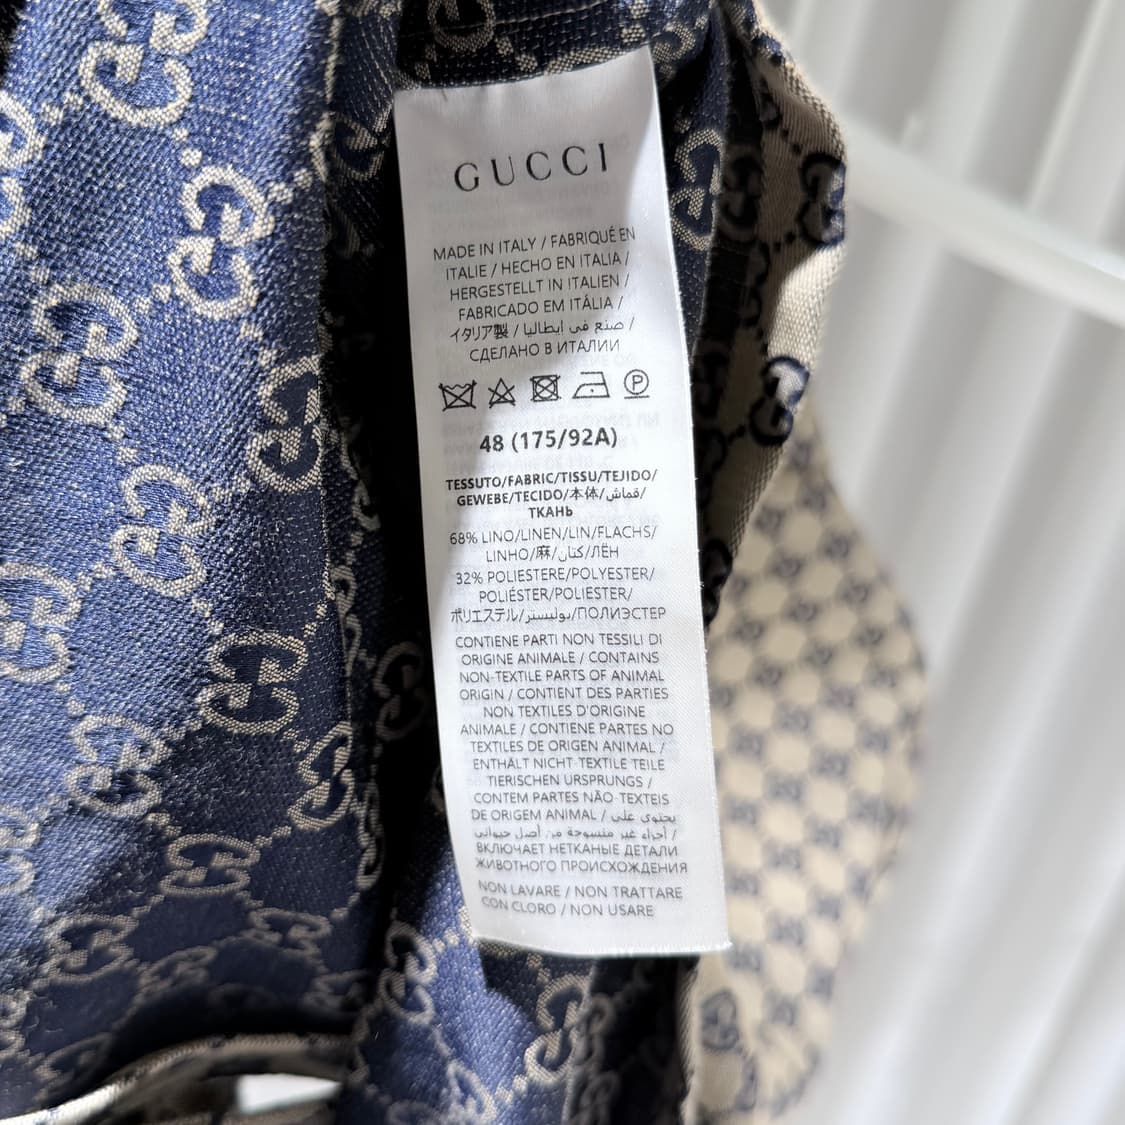 GUCCI
MADE IN ITALY / FABRIQUÉ EN
ITALIE / HECHO EN ITALIA /
HERGESTELLT IN ITALIEN /
FABRICADO EM ITÁLIA /
イタリア製 / صنع في إيطاليا /
СДЕЛАНО В ИТАЛИИ
P
48 (175/92A)
TESSUTO/FABRIC/TISSU/TEJIDO/
GEWEBE/TECIDO/本体/قماش/
ТКАНЬ
68% LINO/LINEN/LIN/FLACHS/
LINHO/麻/كتان/ЛЁН
32% POLIESTERE/POLYESTER/
POLIÉSTER/POLIESTER/
ポリエステル/بوليستر/ПОЛИЭСТЕР
CONTIENE PARTI NON TESSILI DI
ORIGINE ANIMALE / CONTAINS
NON-TEXTILE PARTS OF ANIMAL
ORIGIN / CONTIENT DES PARTIES
NON TEXTILES D'ORIGINE
ANIMALE / CONTIENE PARTES NO
TEXTILES DE ORIGEN ANIMAL /
ENTHÄLT NICHT-TEXTILE TEILE
TIERISCHEN URSPRUNGS /
CONTEM PARTES NÃO-TEXTEIS
DE ORIGEM ANIMAL / يحتوي على
أجزاء غير منسوجة من أصل حيواني /
ВКЛЮЧАЕТ НЕТКАНЫЕ ДЕТАЛИ
ЖИВОТНОГО ПРОИСХОЖДЕНИЯ
NON LAVARE / NON TRATTARE
CON CLORO / NON USARE